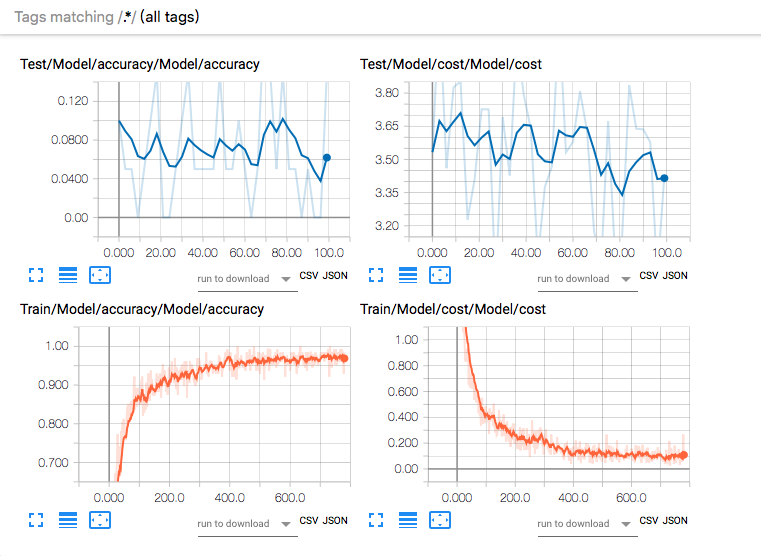 Tags matching /.*/ (all tags)
Test/Model/accuracy/Model/accuracy
0.120
0.0800
0.0400
0.00
0.000 20.00 40.00 60.00 80.00 100.0
run to download CSV JSON
Test/Model/cost/Model/cost
3.80
3.65
3.50
3.35
3.20
0.000 20.00 40.00 60.00 80.00 100.0
run to download CSV JSON
Train/Model/accuracy/Model/accuracy
1.00
0.900
0.800
0.700
0.000 200.0 400.0 600.0
run to download CSV JSON
Train/Model/cost/Model/cost
1.00
0.800
0.600
0.400
0.200
0.00
0.000 200.0 400.0 600.0
run to download CSV JSON